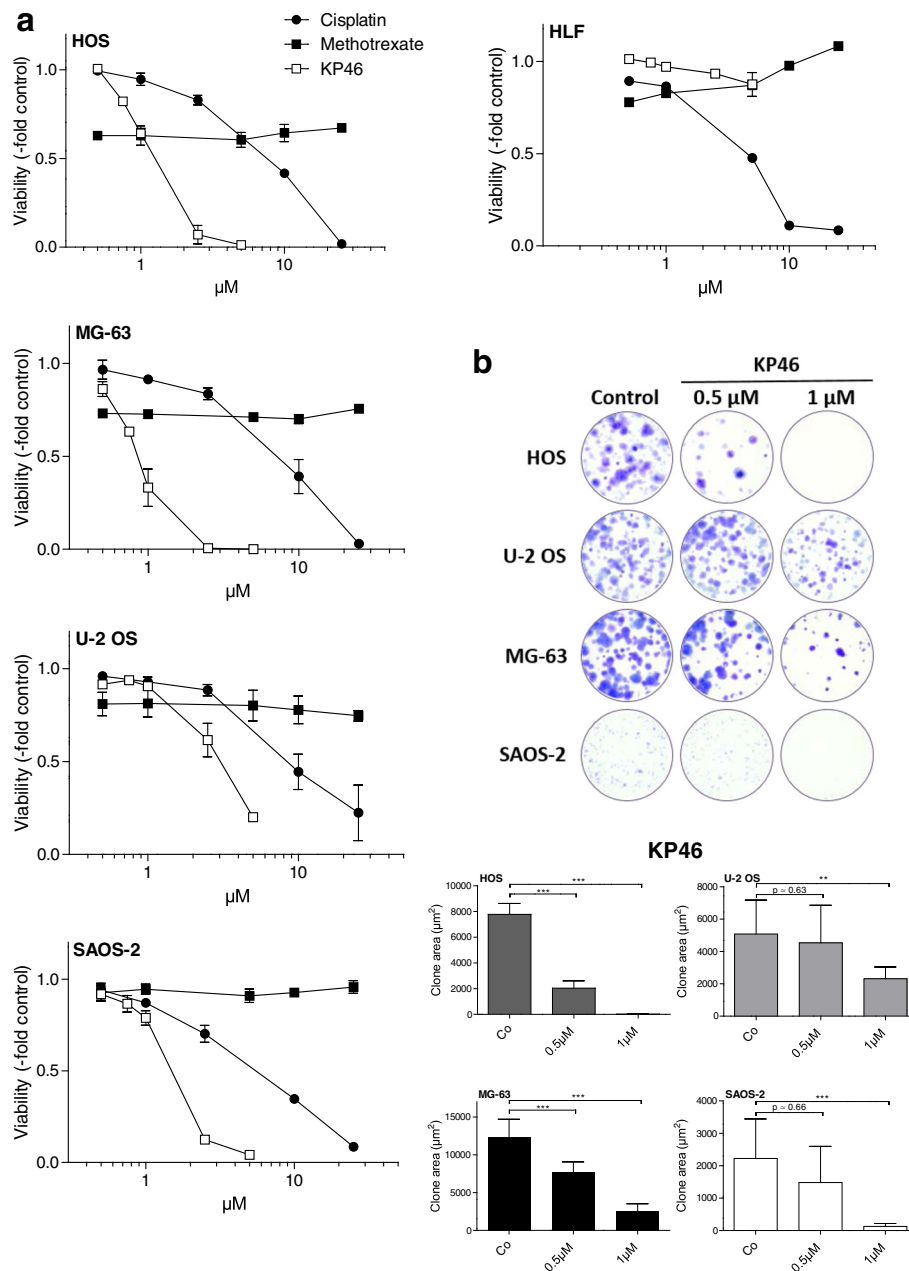 a
HOS
Cisplatin
Methotrexate
KP46
Viability (-fold control)
1.0
0.5
0.0
1 10
µM
HLF
Viability (-fold control)
1.0
0.5
0.0
1 10
µM
MG-63
Viability (-fold control)
1.0
0.5
0.0
1 10
µM
U-2 OS
Viability (-fold control)
1.0
0.5
0.0
1 10
µM
SAOS-2
Viability (-fold control)
1.0
0.5
0.0
1 10
µM
b
KP46
Control 0.5 µM 1 µM
HOS
U-2 OS
MG-63
SAOS-2
KP46
HOS
Clone area (µm²)
10000
8000
6000
4000
2000
0
***
***
Co 0.5µM 1µM
U-2 OS
Clone area (µm²)
8000
6000
4000
2000
0
**
p = 0.63
Co 0.5µM 1µM
MG-63
Clone area (µm²)
15000
10000
5000
0
***
***
Co 0.5µM 1µM
SAOS-2
Clone area (µm²)
4000
3000
2000
1000
0
***
p = 0.66
Co 0.5µM 1µM